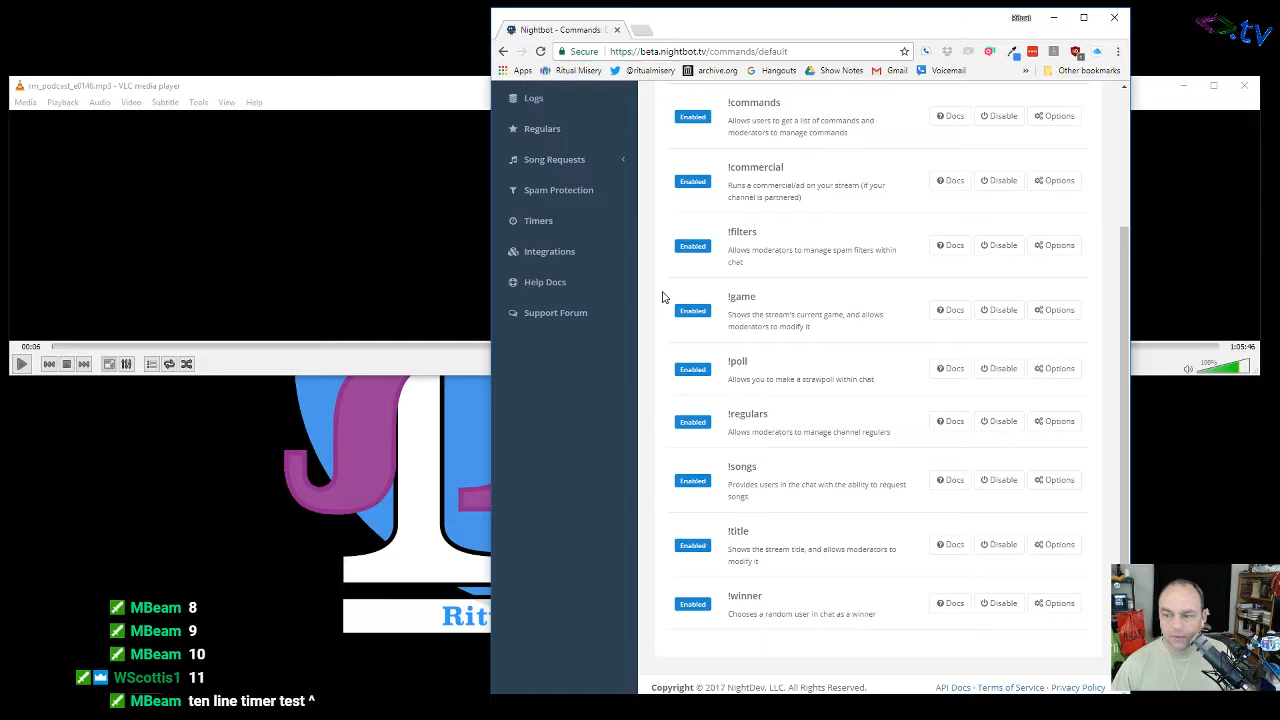 Nightbot - Commands: D
Secure
https://beta.nightbot.tv/commands/default
Apps
Ritual Misery
@ritualmisery
archive.org
Hangouts
Show Notes
Gmail
Voicemail
»
Other bookmarks
.tv
rm_podcast_e0146.mp3 - VLC media player
Media Playback Audio Video Subtitle Tools View Help
00:06
1:05:46
100%
Logs
Regulars
Song Requests
Spam Protection
Timers
Integrations
Help Docs
Support Forum
!commands
Enabled
Allows users to get a list of commands and
moderators to manage commands
Docs Disable Options
!commercial
Enabled
Runs a commercial/ad on your stream (if your
channel is partnered)
Docs Disable Options
!filters
Enabled
Allows moderators to manage spam filters within
chat
Docs Disable Options
!game
Enabled
Shows the stream's current game, and allows
moderators to modify it
Docs Disable Options
!poll
Enabled
Allows you to make a strawpoll within chat
Docs Disable Options
!regulars
Enabled
Allows moderators to manage channel regulars
Docs Disable Options
!songs
Enabled
Provides users in the chat with the ability to request
songs
Docs Disable Options
!title
Enabled
Shows the stream title, and allows moderators to
modify it
Docs Disable Options
!winner
Enabled
Chooses a random user in chat as a winner
Docs Disable Options
Copyright © 2017 NightDev, LLC. All Rights Reserved.
API Docs · Terms of Service · Privacy Policy
Rit
MBeam 8
MBeam 9
MBeam 10
WScottis1 11
MBeam ten line timer test ^